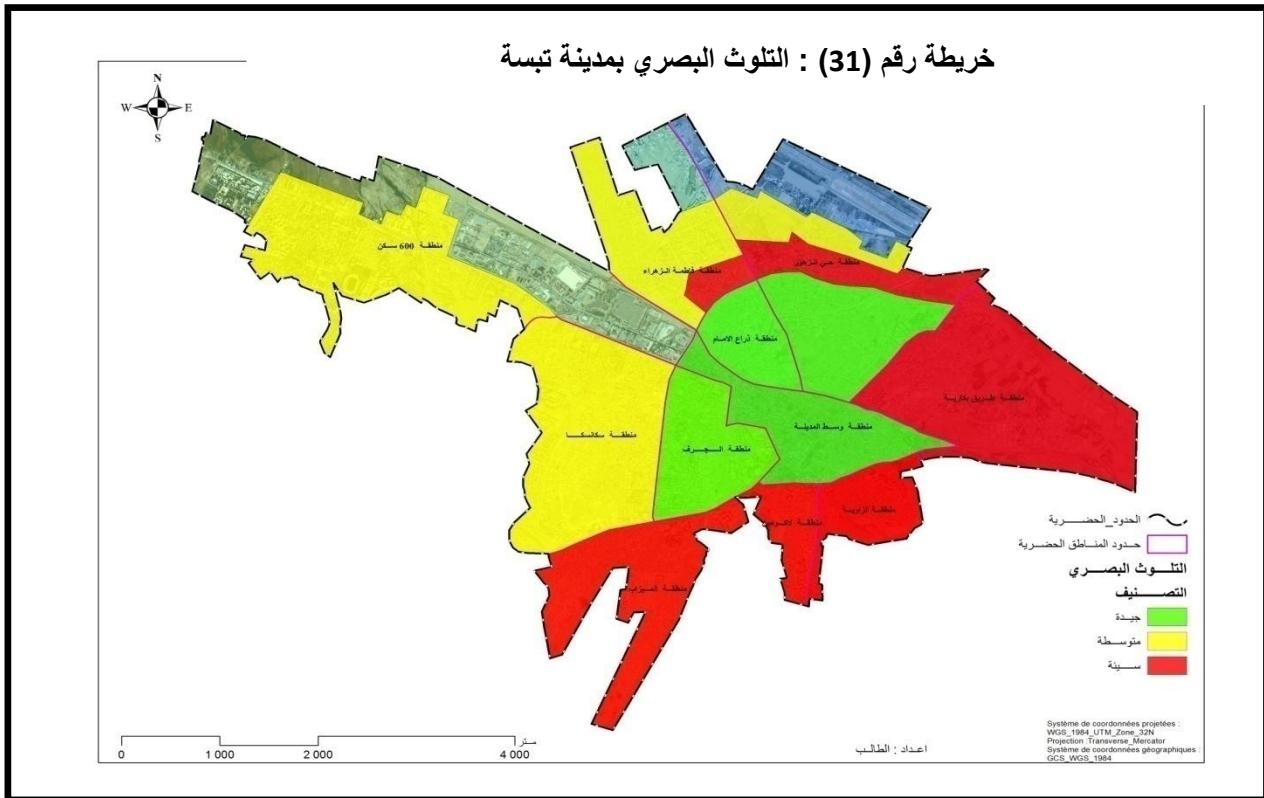 خريطة رقم (31) : التلوث البصري بمدينة تبسة
N
W E
S
منطقة 600 سكن
منطقة فاطمة الزهراء
منطقة حي الزهور
منطقة ذراع الامام
منطقة طريق بكارية
منطقة سكانسكا
منطقة الجرف
منطقة وسط المدينة
منطقة الزاوية
منطقة
منطقة الميزاب
الحدود_الحضرية
حدود المناطق الحضرية
التلوث البصري
التصنيف
جيدة
متوسطة
سيئة
0 1 000 2 000 4 000
متر
اعداد : الطالب
Système de coordonnées projetées :
WGS_1984_UTM_Zone_32N
Projection :Transverse_Mercator
Système de coordonnées géographiques :
GCS_WGS_1984